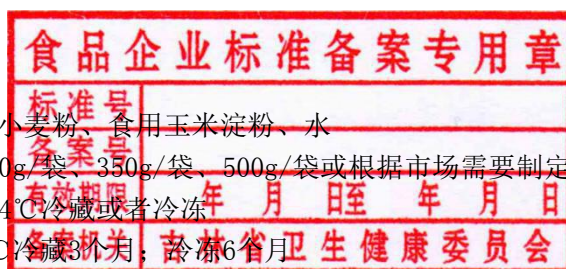 食品企业标准备案专用章
标准号
小麦粉、食用玉米淀粉、水
备案号
0g/袋、350g/袋、500g/袋或根据市场需要制定
有效期限 年 月 日至 年 月 日
4℃冷藏或者冷冻
备案机关 吉林省卫生健康委员会
℃冷藏3个月；冷冻6个月